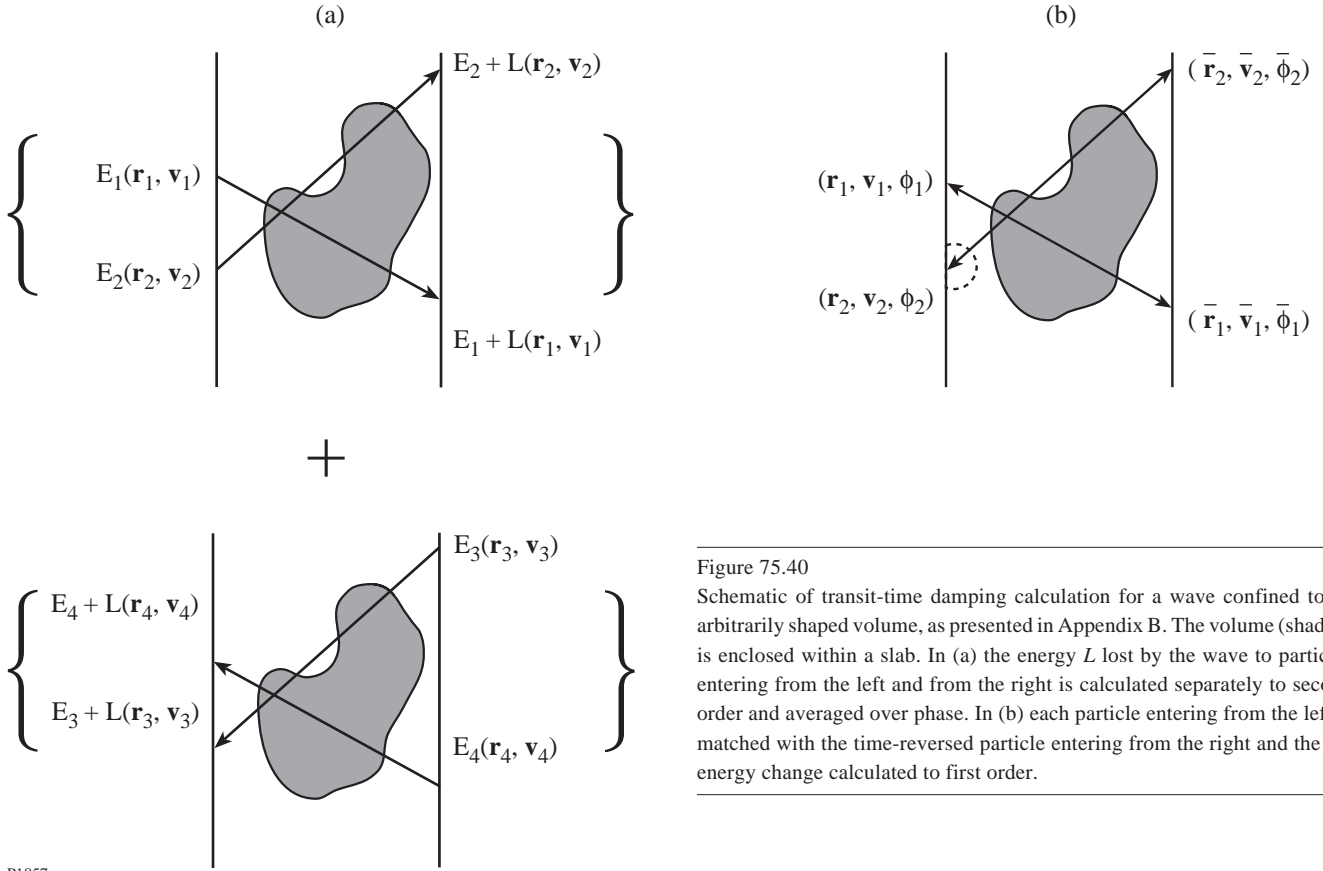 (a)
(b)
E2 + L(r2, v2)
E1(r1, v1)
E2(r2, v2)
E1 + L(r1, v1)
(r̄2, v̄2, ϕ̄2)
(r1, v1, ϕ1)
(r2, v2, ϕ2)
(r̄1, v̄1, ϕ̄1)
+
E3(r3, v3)
E4 + L(r4, v4)
E3 + L(r3, v3)
E4(r4, v4)
Figure 75.40
Schematic of transit-time damping calculation for a wave confined to
arbitrarily shaped volume, as presented in Appendix B. The volume (shad
is enclosed within a slab. In (a) the energy L lost by the wave to partic
entering from the left and from the right is calculated separately to seco
order and averaged over phase. In (b) each particle entering from the left
matched with the time-reversed particle entering from the right and the
energy change calculated to first order.